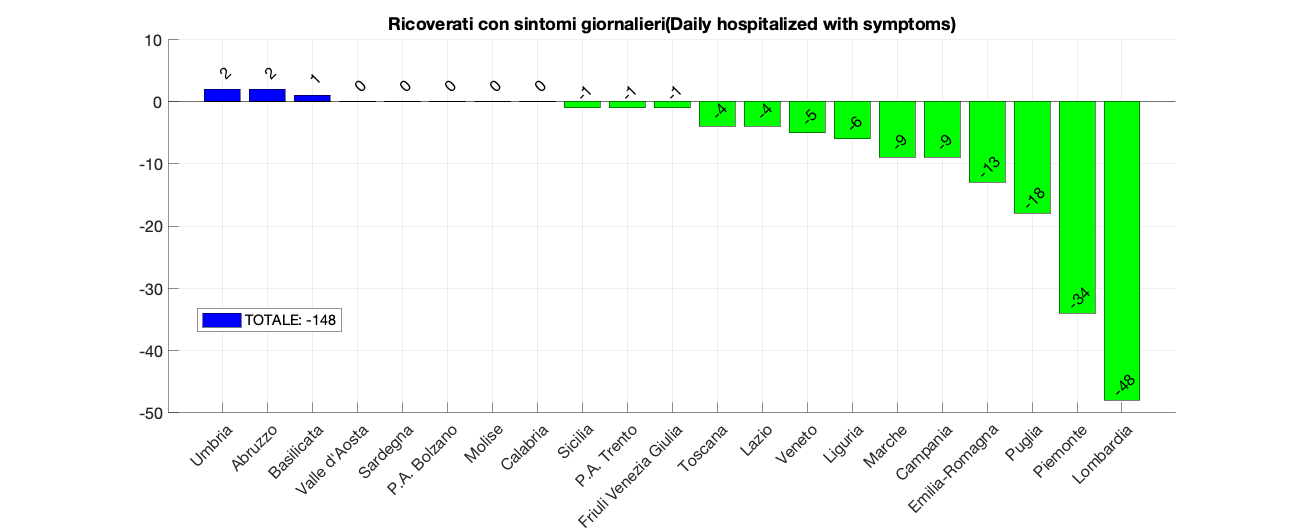 Ricoverati con sintomi giornalieri(Daily hospitalized with symptoms)
10
0
-10
-20
-30
-40
-50
2
2
1
0
0
0
0
0
-1
-1
-1
-4
-4
-5
-6
-9
-9
-13
-18
-34
-48
TOTALE: -148
Umbria
Abruzzo
Basilicata
Valle d'Aosta
Sardegna
P.A. Bolzano
Molise
Calabria
Sicilia
P.A. Trento
Friuli Venezia Giulia
Toscana
Lazio
Veneto
Liguria
Marche
Campania
Emilia-Romagna
Puglia
Piemonte
Lombardia